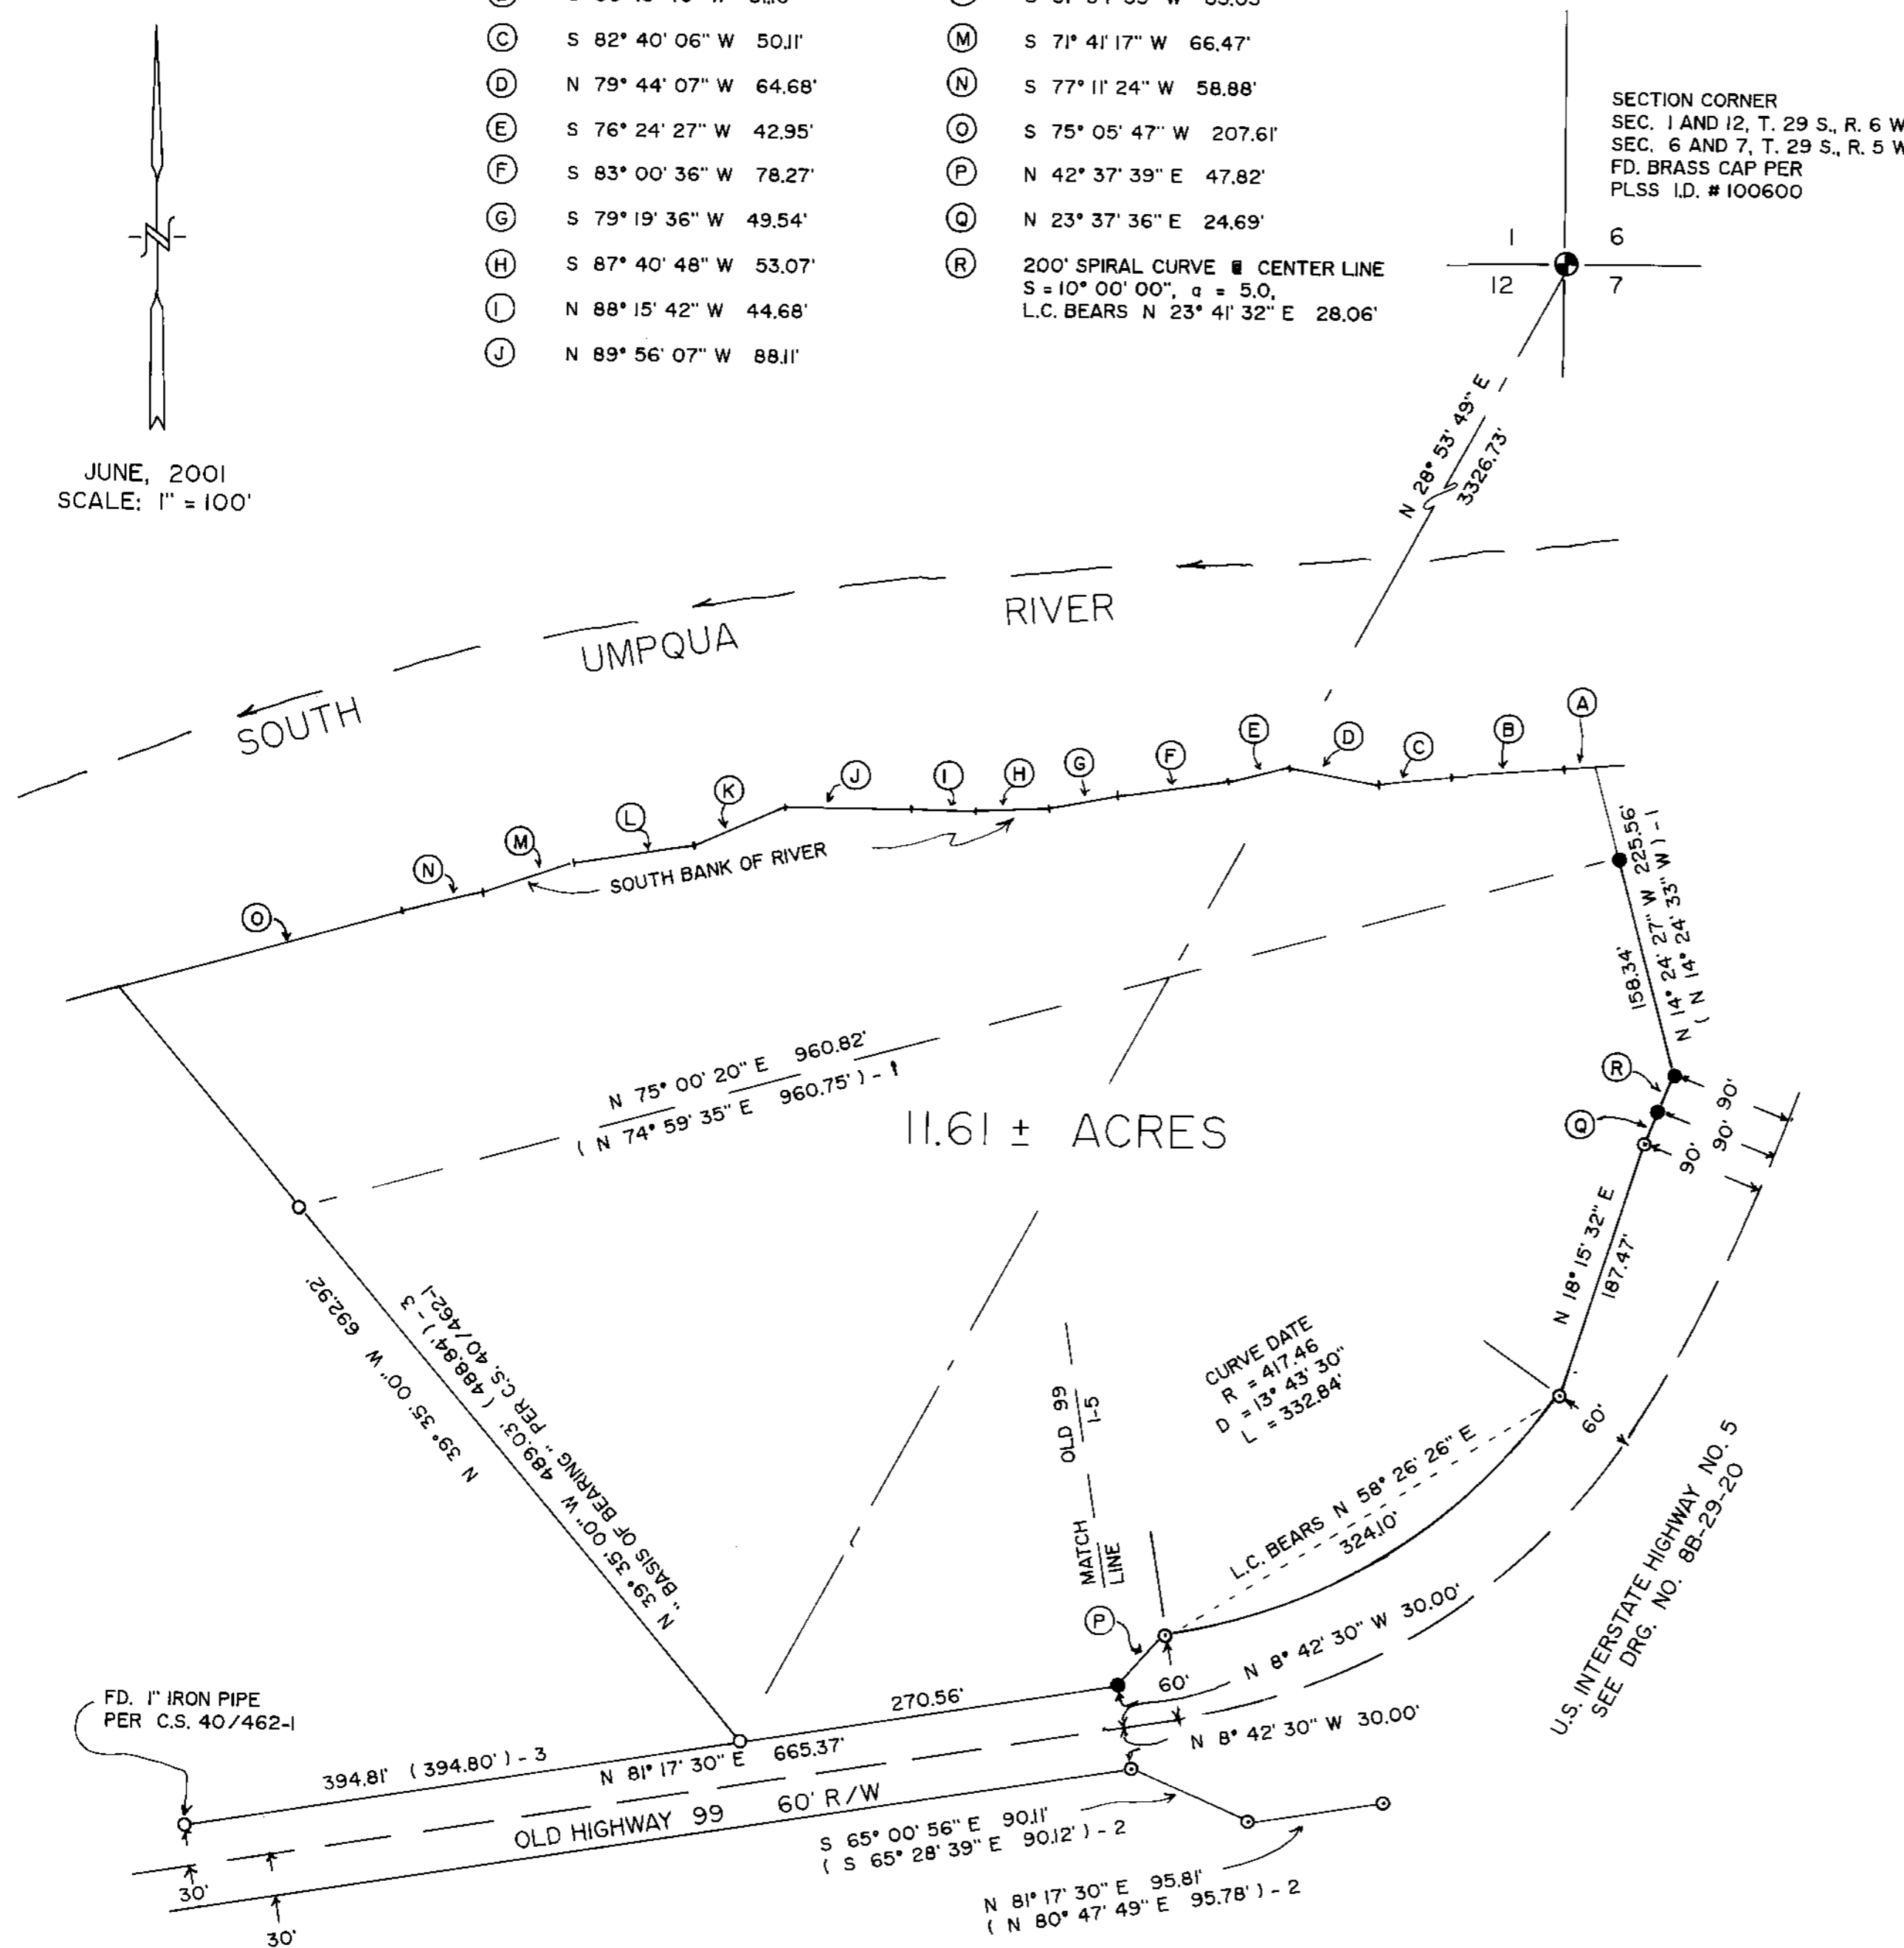 C S 82° 40' 06" W 50.11'
D N 79° 44' 07" W 64.68'
E S 76° 24' 27" W 42.95'
F S 83° 00' 36" W 78.27'
G S 79° 19' 36" W 49.54'
H S 87° 40' 48" W 53.07'
I N 88° 15' 42" W 44.68'
J N 89° 56' 07" W 88.11'
M S 71° 41' 17" W 66.47'
N S 77° 11' 24" W 58.88'
O S 75° 05' 47" W 207.61'
P N 42° 37' 39" E 47.82'
Q N 23° 37' 36" E 24.69'
R 200' SPIRAL CURVE CENTER LINE
S = 10° 00' 00", a = 5.0,
L.C. BEARS N 23° 41' 32" E 28.06'
SECTION CORNER
SEC. 1 AND 12, T. 29 S., R. 6 W
SEC. 6 AND 7, T. 29 S., R. 5 W
FD. BRASS CAP PER
PLSS I.D. # 100600
1 6
12 7
N
JUNE, 2001
SCALE: 1" = 100'
N 28° 53' 49" E
3326.73'
SOUTH UMPQUA RIVER
A
B
C
D
E
F
G
H
I
J
K
L
M
N
O
SOUTH BANK OF RIVER
N 14° 24' 27" W 225.56'
( N 14° 24' 33" W ) - 1
158.34'
N 75° 00' 20" E 960.82'
( N 74° 59' 35" E 960.75' ) - 1
11.61 ± ACRES
R
Q
90'
90'
90'
N 18° 15' 32" E
187.47'
N 39° 35' 00" W 692.92'
N 39° 35' 00" W 489.03' ( 488.84' ) - 3
" BASIS OF BEARING " PER C.S. 40/462-1
CURVE DATE
R = 417.46
D = 13° 43' 30"
L = 332.84'
OLD 99
I-5
MATCH
LINE
L.C. BEARS N 58° 26' 26" E
324.10'
60'
P
60'
N 8° 42' 30" W 30.00'
N 8° 42' 30" W 30.00'
U.S. INTERSTATE HIGHWAY NO. 5
SEE DRG. NO. 8B-29-20
FD. 1" IRON PIPE
PER C.S. 40/462-1
270.56'
394.81' ( 394.80' ) - 3
N 81° 17' 30" E 665.37'
OLD HIGHWAY 99 60' R/W
30'
30'
S 65° 00' 56" E 90.11'
( S 65° 28' 39" E 90.12' ) - 2
N 81° 17' 30" E 95.81'
( N 80° 47' 49" E 95.78' ) - 2